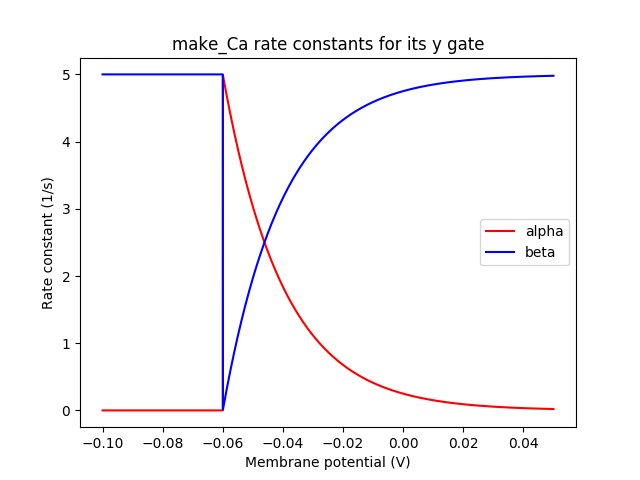 make_Ca rate constants for its y gate
Rate constant (1/s)
5
4
3
2
1
0
alpha
beta
−0.10 −0.08 −0.06 −0.04 −0.02 0.00 0.02 0.04
Membrane potential (V)